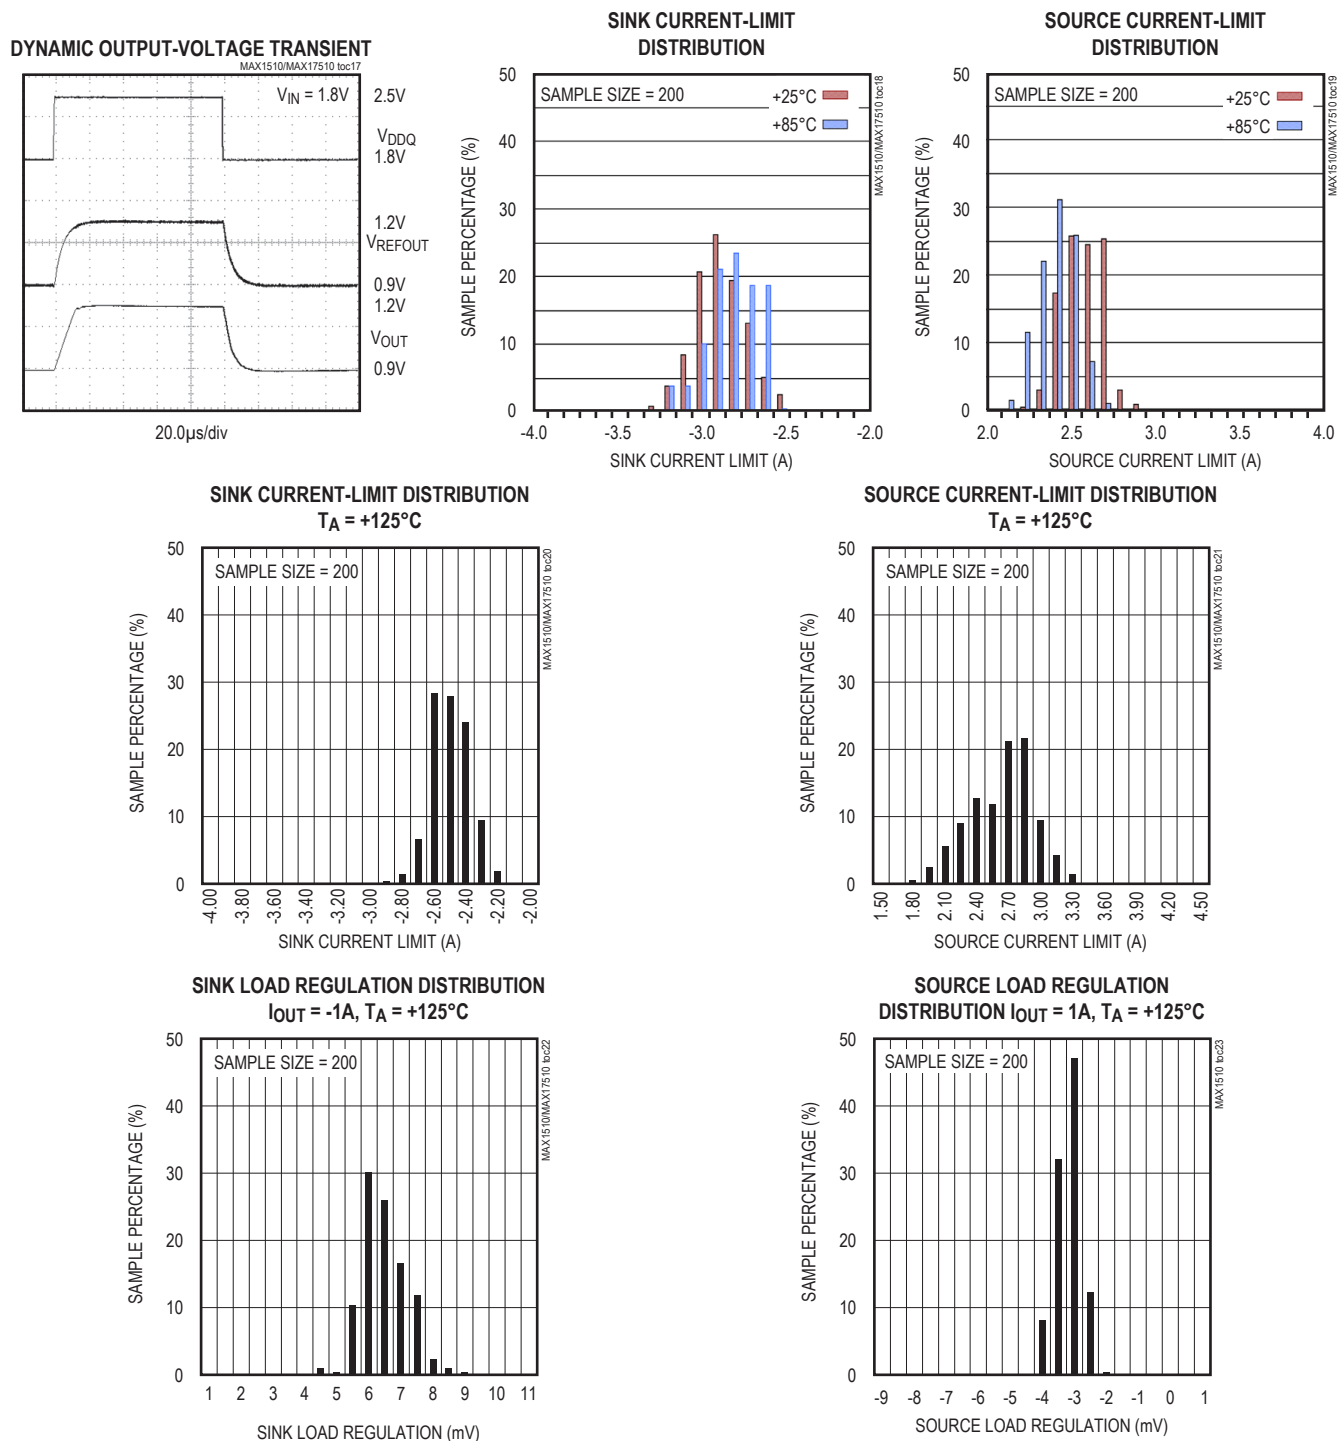 DYNAMIC OUTPUT-VOLTAGE TRANSIENT
MAX1510/MAX17510 toc17
VIN = 1.8V
2.5V
VDDQ
1.8V
1.2V
VREFOUT
0.9V
1.2V
VOUT
0.9V
20.0µs/div
SINK CURRENT-LIMIT
DISTRIBUTION
MAX1510/MAX17510 toc18
SAMPLE SIZE = 200
+25°C
+85°C
SAMPLE PERCENTAGE (%)
50
40
30
20
10
0
-4.0 -3.5 -3.0 -2.5 -2.0
SINK CURRENT LIMIT (A)
SOURCE CURRENT-LIMIT
DISTRIBUTION
MAX1510/MAX17510 toc19
SAMPLE SIZE = 200
+25°C
+85°C
SAMPLE PERCENTAGE (%)
50
40
30
20
10
0
2.0 2.5 3.0 3.5 4.0
SOURCE CURRENT LIMIT (A)
SINK CURRENT-LIMIT DISTRIBUTION
TA = +125°C
MAX1510/MAX17510 toc20
SAMPLE SIZE = 200
SAMPLE PERCENTAGE (%)
50
40
30
20
10
0
-4.00 -3.80 -3.60 -3.40 -3.20 -3.00 -2.80 -2.60 -2.40 -2.20 -2.00
SINK CURRENT LIMIT (A)
SOURCE CURRENT-LIMIT DISTRIBUTION
TA = +125°C
MAX1510/MAX17510 toc21
SAMPLE SIZE = 200
SAMPLE PERCENTAGE (%)
50
40
30
20
10
0
1.50 1.80 2.10 2.40 2.70 3.00 3.30 3.60 3.90 4.20 4.50
SOURCE CURRENT LIMIT (A)
SINK LOAD REGULATION DISTRIBUTION
IOUT = -1A, TA = +125°C
MAX1510/MAX17510 toc22
SAMPLE SIZE = 200
SAMPLE PERCENTAGE (%)
50
40
30
20
10
0
1 2 3 4 5 6 7 8 9 10 11
SINK LOAD REGULATION (mV)
SOURCE LOAD REGULATION
DISTRIBUTION IOUT = 1A, TA = +125°C
MAX1510 toc23
SAMPLE SIZE = 200
SAMPLE PERCENTAGE (%)
50
40
30
20
10
0
-9 -8 -7 -6 -5 -4 -3 -2 -1 0 1
SOURCE LOAD REGULATION (mV)